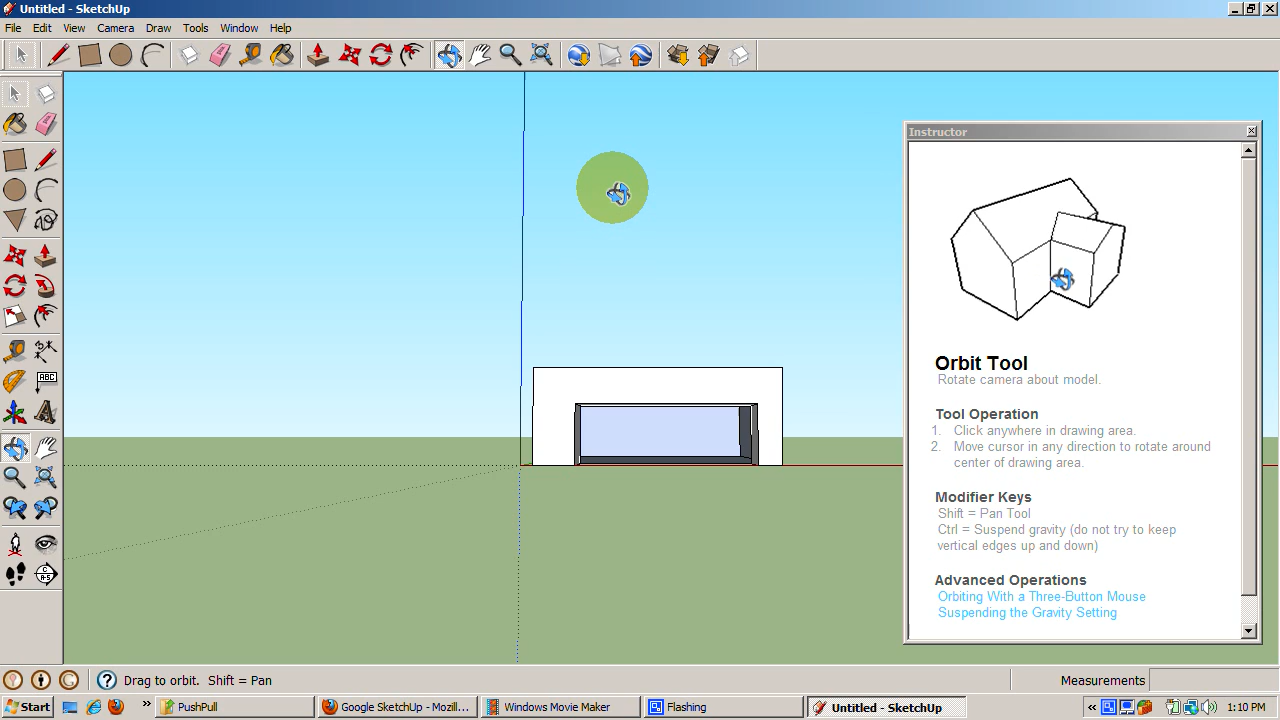 Untitled - SketchUp
File Edit View Camera Draw Tools Window Help
Instructor
ABC
A
C
A-S
Orbit Tool
Rotate camera about model.
Tool Operation
1. Click anywhere in drawing area.
2. Move cursor in any direction to rotate around
center of drawing area.
Modifier Keys
Shift = Pan Tool
Ctrl = Suspend gravity (do not try to keep
vertical edges up and down)
Advanced Operations
Orbiting With a Three-Button Mouse
Suspending the Gravity Setting
Drag to orbit. Shift = Pan
Measurements
Start
PushPull
Google SketchUp - Mozill...
Windows Movie Maker
Flashing
Untitled - SketchUp
1:10 PM